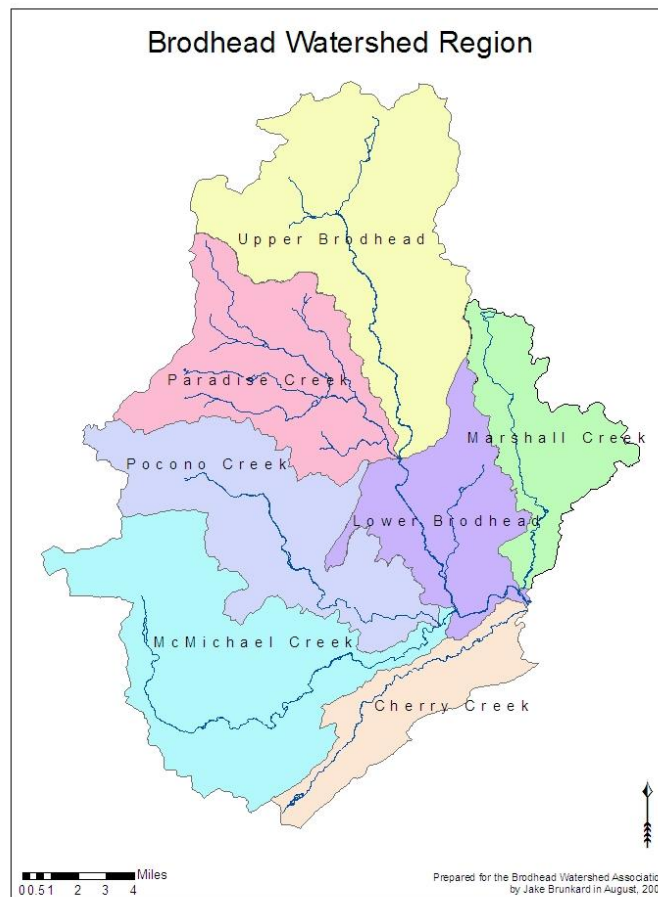 Brodhead Watershed Region
Upper Brodhead
Paradise Creek
Marshall Creek
Pocono Creek
Lower Brodhead
McMichael Creek
Cherry Creek
Miles
0 0.5 1 2 3 4
Prepared for the Brodhead Watershed Associatio
by Jake Brunkard in August, 200